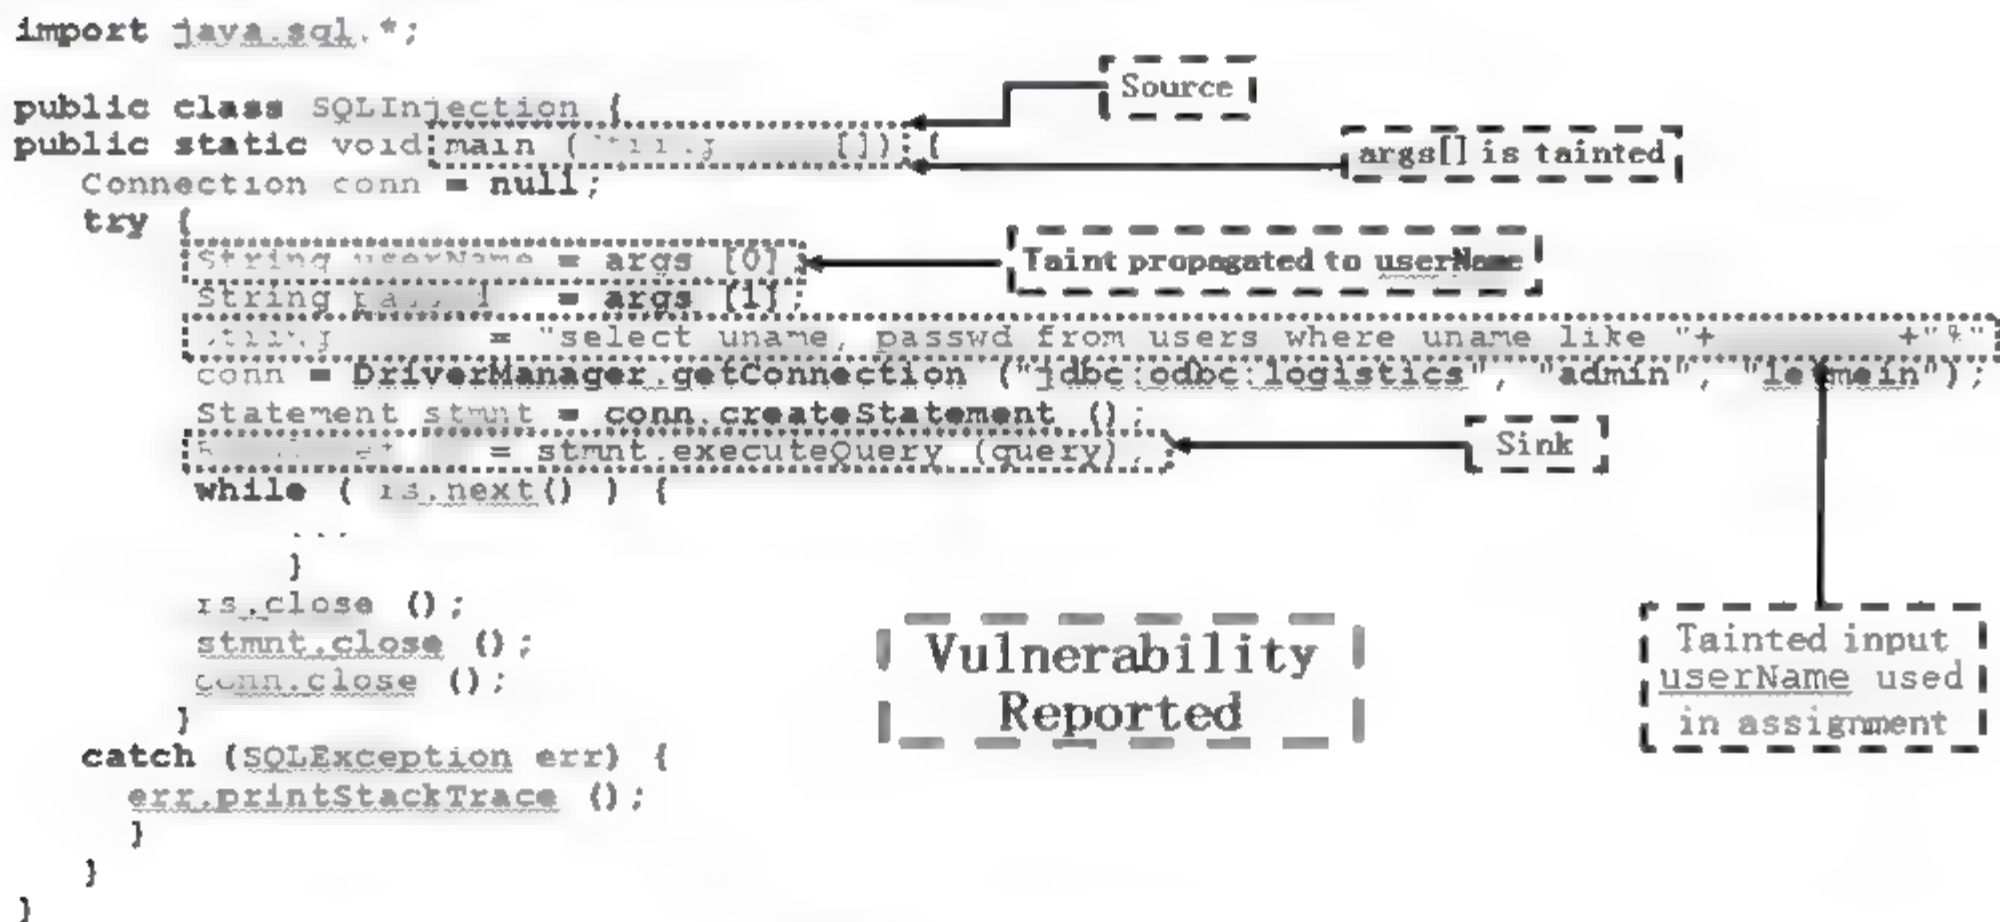 import java.sql.*;
Source
public class SQLInjection {
public static void main ( []) {
args[] is tainted
Connection conn = null;
try {
String userName = args [0]
Taint propagated to userName
String = args [1];
= "select uname, passwd from users where uname like "+ +"%"
conn = DriverManager.getConnection ("jdbc:odbc:logistics", "admin", ");
Statement stmnt = conn.createStatement ();
= stmnt.executeQuery (query);
Sink
while ( rs.next() ) {
...
}
rs.close ();
stmnt.close ();
conn.close ();
}
Vulnerability
Reported
Tainted input
userName used
in assignment
catch (SQLException err) {
err.printStackTrace ();
}
}
}